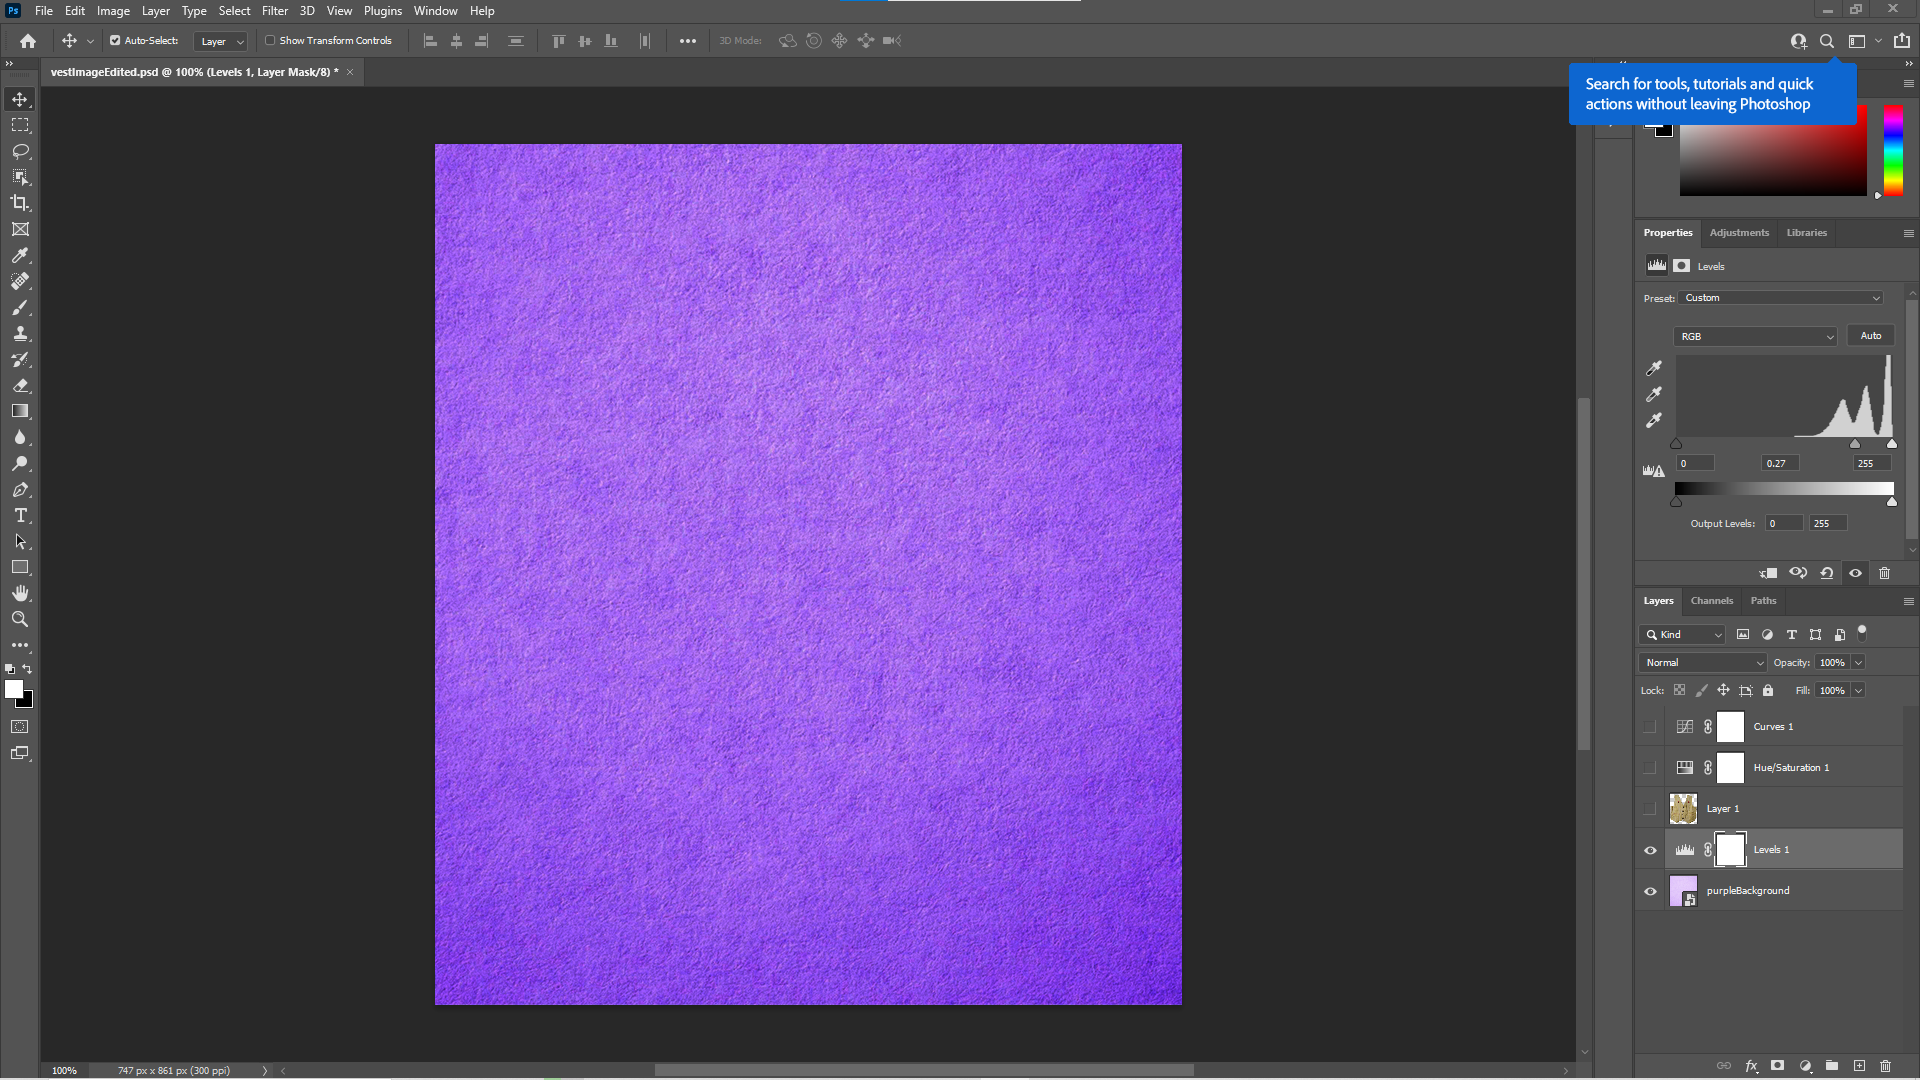 Ps File Edit Image Layer Type Select Filter 3D View Plugins Window Help
Auto-Select: Layer Show Transform Controls 3D Mode:
vestImageEdited.psd @ 100% (Levels 1, Layer Mask/8) *
Search for tools, tutorials and quick
actions without leaving Photoshop
Properties Adjustments Libraries
Levels
Preset: Custom
RGB Auto
0 0.27 255
Output Levels: 0 255
Layers Channels Paths
Kind
Normal Opacity: 100%
Lock: Fill: 100%
Curves 1
Hue/Saturation 1
Layer 1
Levels 1
purpleBackground
fx
100% 747 px x 861 px (300 ppi)